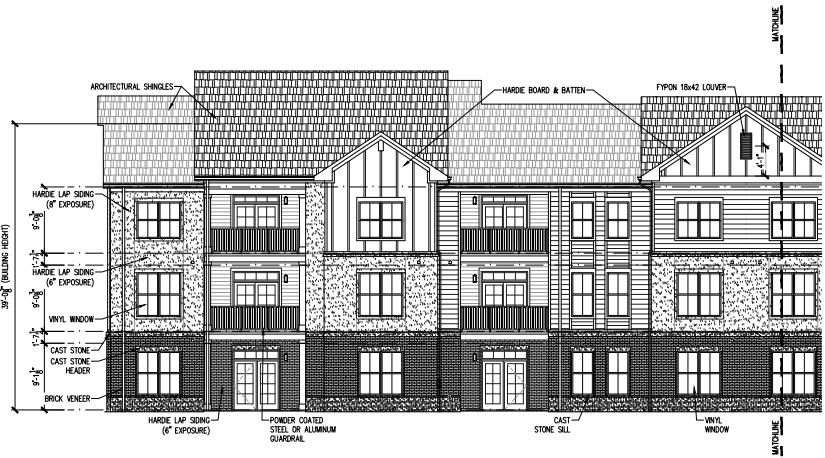 MATCHLINE
ARCHITECTURAL SHINGLES
HARDIE BOARD & BATTEN
FYPON 18x42 LOUVER
4'-1"
HARDIE LAP SIDING
(8" EXPOSURE)
HARDIE LAP SIDING
(6" EXPOSURE)
(BUILDING HEIGHT)
VINYL WINDOW
CAST STONE
CAST STONE
HEADER
BRICK VENEER
HARDIE LAP SIDING
(6" EXPOSURE)
POWDER COATED
STEEL OR ALUMINUM
GUARDRAIL
CAST
STONE SILL
VINYL
WINDOW
MATCHLINE